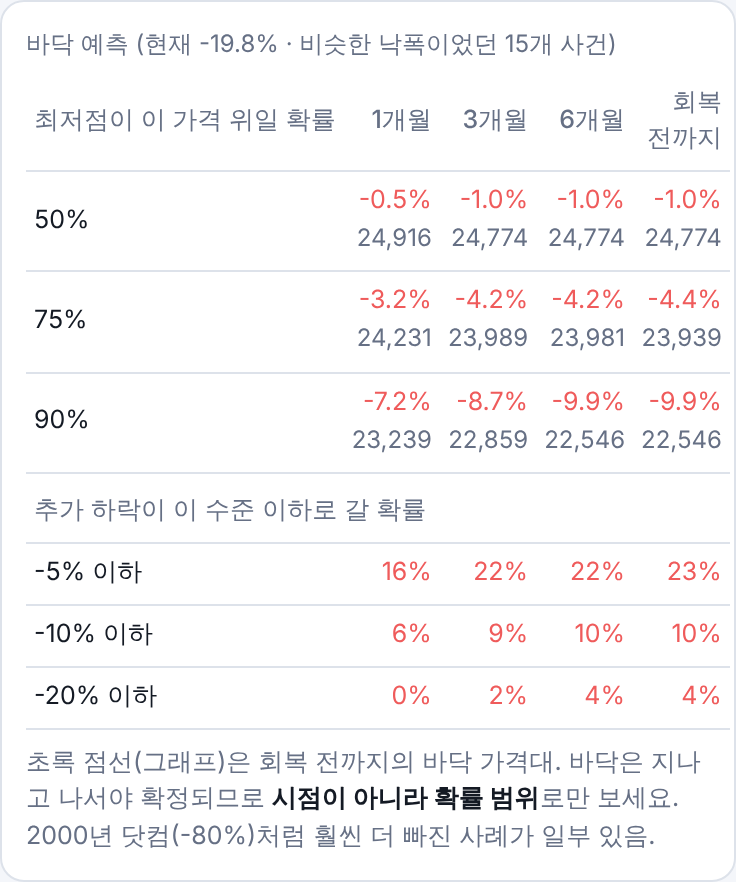 바닥 예측 (현재 -19.8% · 비슷한 낙폭이었던 15개 사건)
최저점이 이 가격 위일 확률 1개월 3개월 6개월 회복 전까지
50% -0.5% -1.0% -1.0% -1.0%
24,916 24,774 24,774 24,774
75% -3.2% -4.2% -4.2% -4.4%
24,231 23,989 23,981 23,939
90% -7.2% -8.7% -9.9% -9.9%
23,239 22,859 22,546 22,546
추가 하락이 이 수준 이하로 갈 확률
-5% 이하 16% 22% 22% 23%
-10% 이하 6% 9% 10% 10%
-20% 이하 0% 2% 4% 4%
초록 점선(그래프)은 회복 전까지의 바닥 가격대. 바닥은 지나
고 나서야 확정되므로 시점이 아니라 확률 범위로만 보세요.
2000년 닷컴(-80%)처럼 훨씬 더 빠진 사례가 일부 있음.